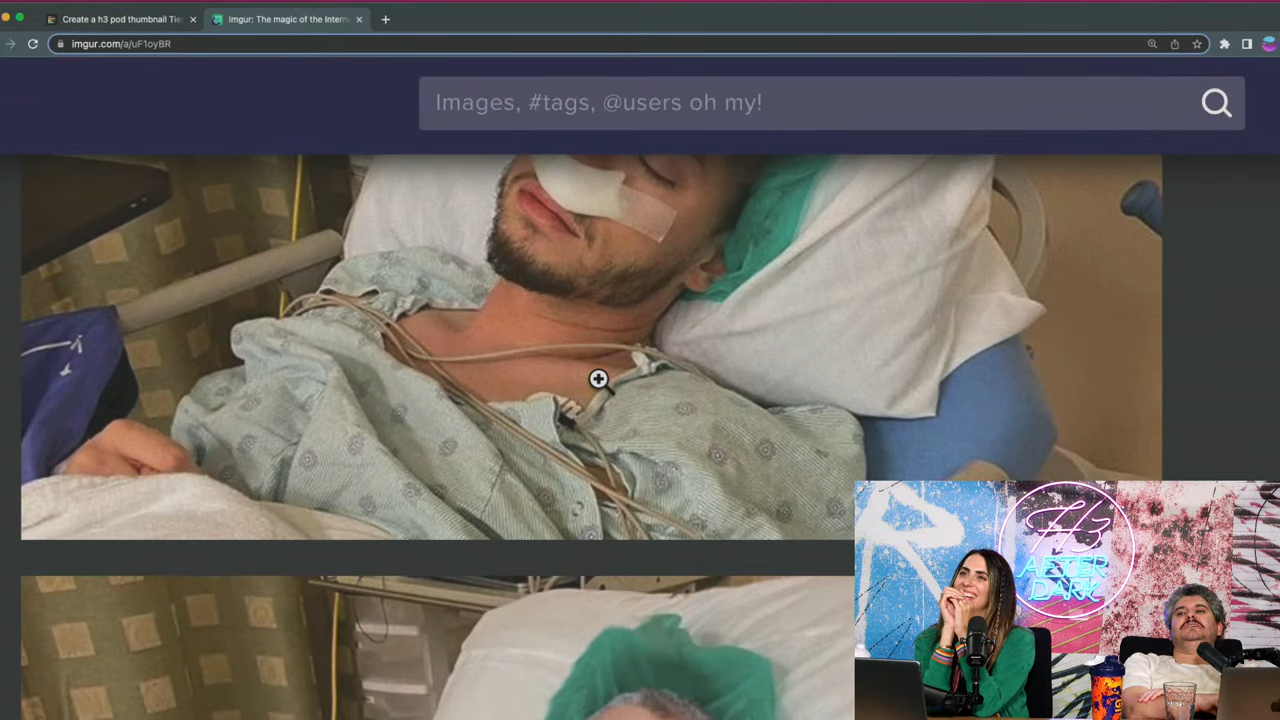 Create a h3 pod thumbnail Tie
Imgur: The magic of the Intern
imgur.com/a/uF1oyBR
Images, #tags, @users oh my!
H3
AFTER
DARK